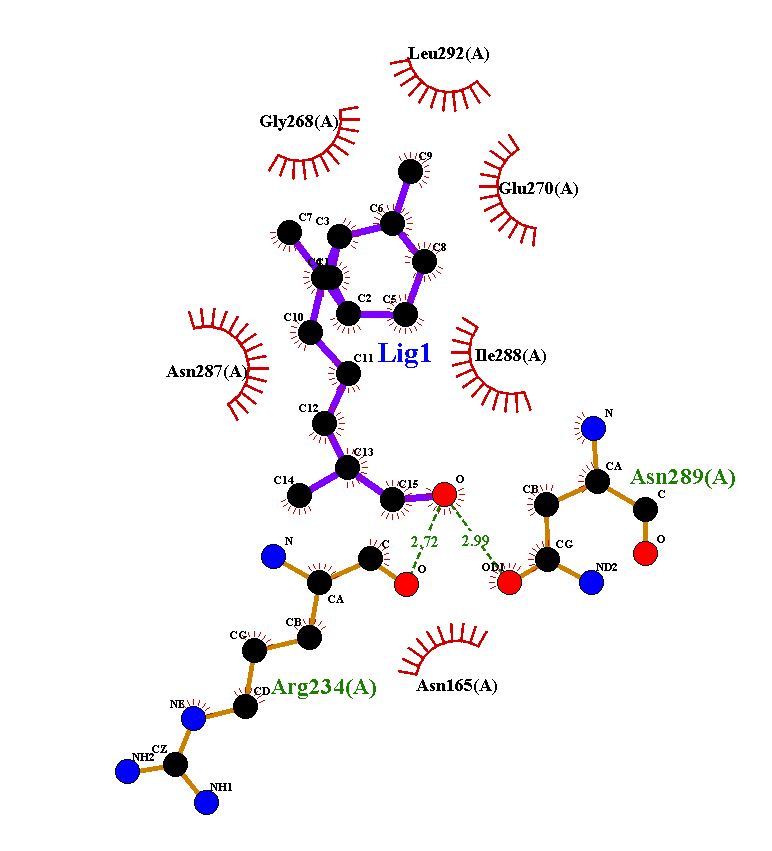 Leu292(A)
Gly268(A)
C9
Glu270(A)
C6
C7
C3
C8
C1
C2
C5
C10
C11
Lig1
Ile288(A)
Asn287(A)
C12
N
C13
Asn289(A)
CA
C14
C15
O
CB
C
N
C
2.72
2.99
O
CG
O
OD1
ND2
CA
CB
CG
Asn165(A)
Arg234(A)
CD
NE
CZ
NH2
NH1